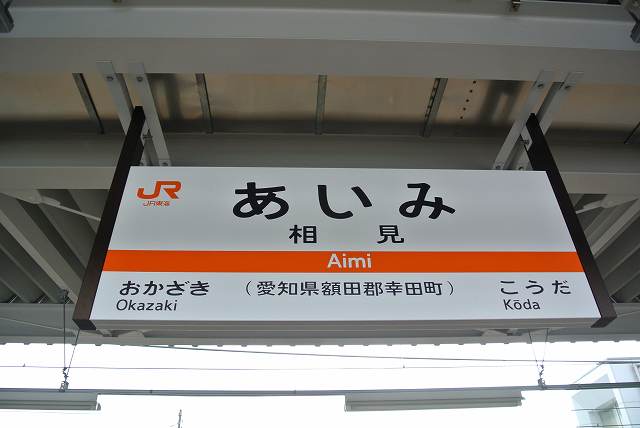 JR
JR東海
あいみ
相見
Aimi
おかざき
Okazaki
（愛知県額田郡幸田町）
こうだ
Kōda